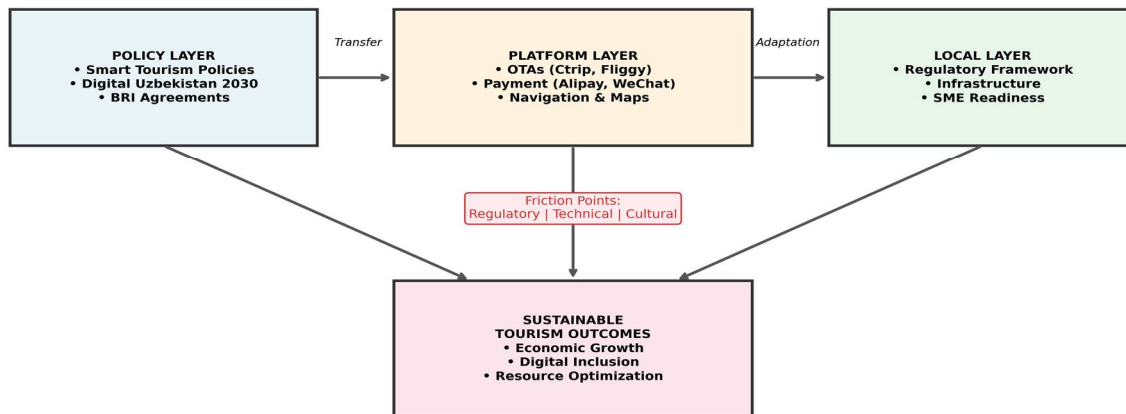 POLICY LAYER
• Smart Tourism Policies
• Digital Uzbekistan 2030
• BRI Agreements
Transfer
PLATFORM LAYER
• OTAs (Ctrip, Fliggy)
• Payment (Alipay, WeChat)
• Navigation & Maps
Adaptation
LOCAL LAYER
• Regulatory Framework
• Infrastructure
• SME Readiness
Friction Points:
Regulatory | Technical | Cultural
SUSTAINABLE
TOURISM OUTCOMES
• Economic Growth
• Digital Inclusion
• Resource Optimization